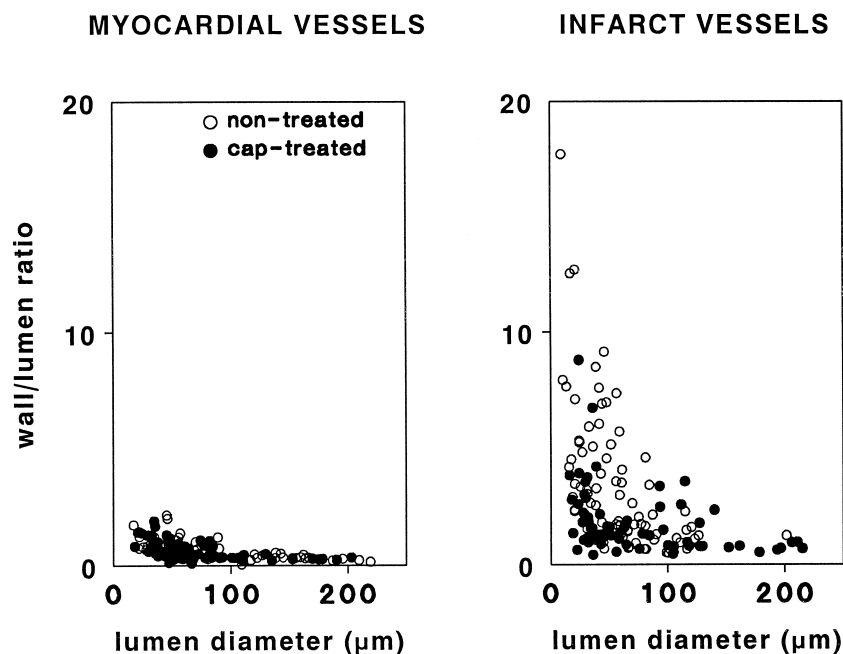 MYOCARDIAL VESSELS
INFARCT VESSELS
wall/lumen ratio
20
non-treated
cap-treated
10
0
0
100
200
lumen diameter (µm)
20
10
0
0
100
200
lumen diameter (µm)